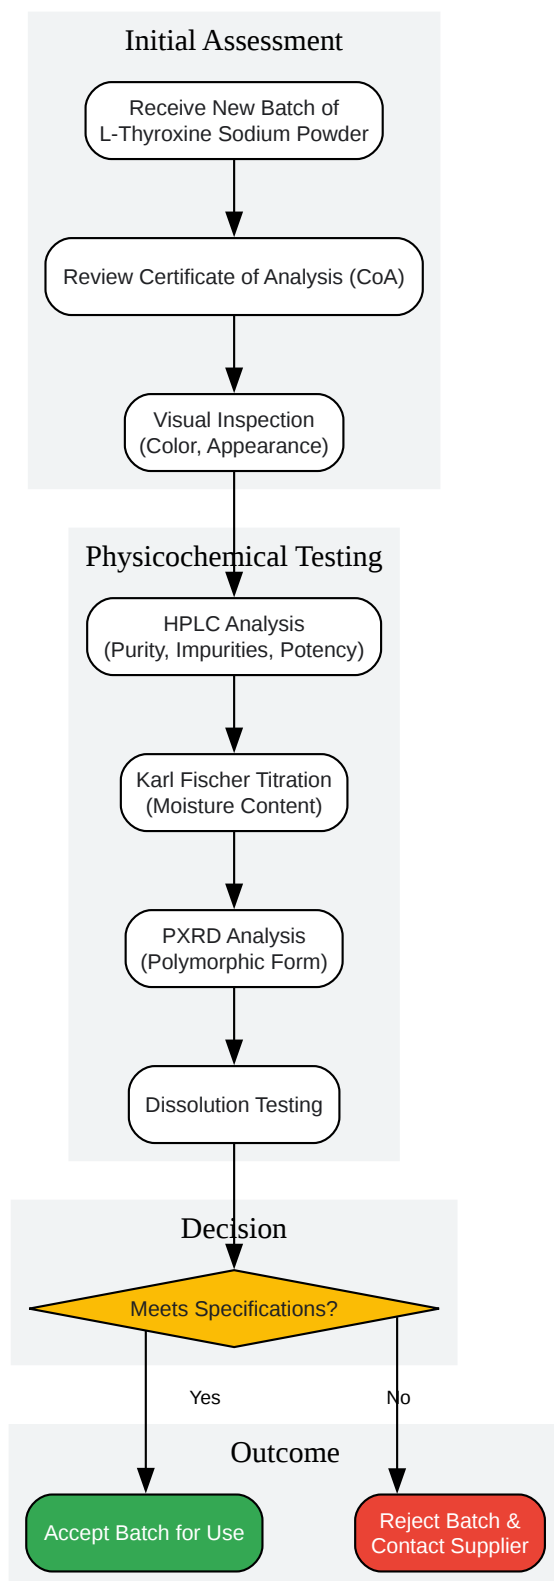 Initial Assessment
Receive New Batch of
L-Thyroxine Sodium Powder
Review Certificate of Analysis (CoA)
Visual Inspection
(Color, Appearance)
Physicochemical Testing
HPLC Analysis
(Purity, Impurities, Potency)
Karl Fischer Titration
(Moisture Content)
PXRD Analysis
(Polymorphic Form)
Dissolution Testing
Decision
Meets Specifications?
Yes
No
Outcome
Accept Batch for Use
Reject Batch &
Contact Supplier